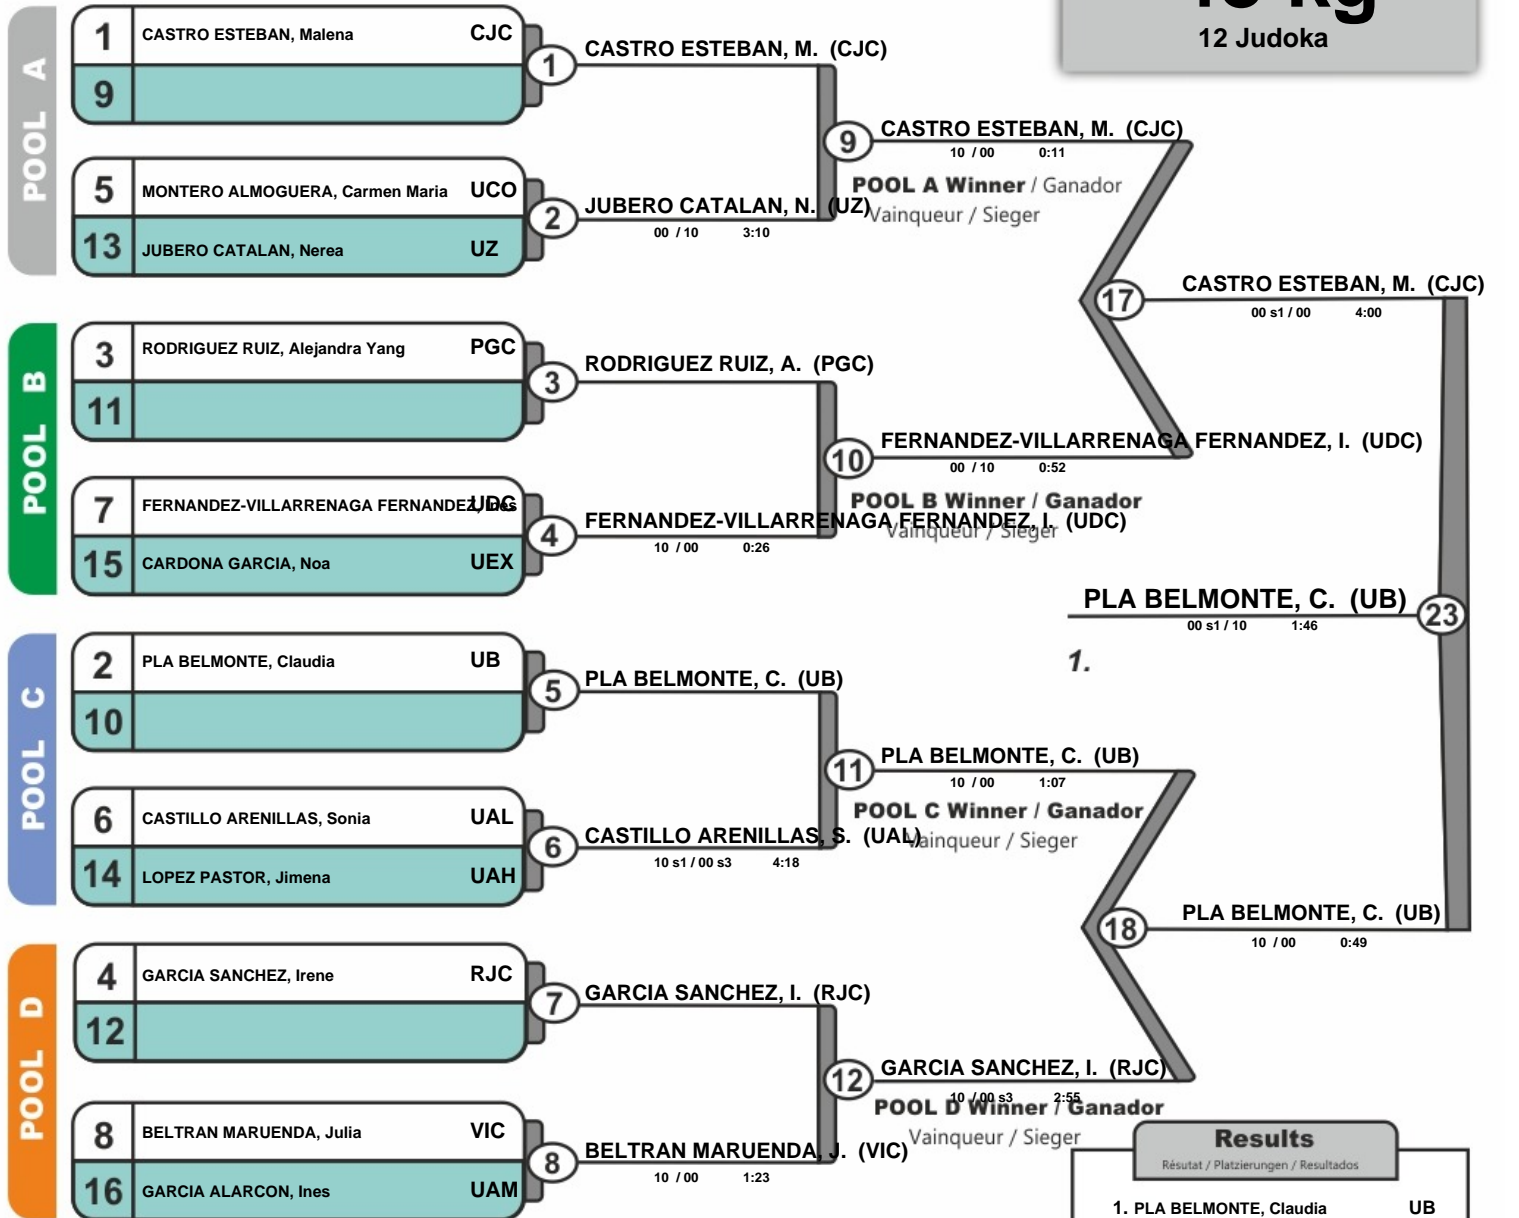 12 Judoka
POOL A
1 CASTRO ESTEBAN, Malena CJC
9
1
CASTRO ESTEBAN, M. (CJC)
5 MONTERO ALMOGUERA, Carmen Maria UCO
13 JUBERO CATALAN, Nerea UZ
2
JUBERO CATALAN, N. (UZ)
00 / 10 3:10
9
CASTRO ESTEBAN, M. (CJC)
10 / 00 0:11
POOL A Winner / Ganador
Vainqueur / Sieger
POOL B
3 RODRIGUEZ RUIZ, Alejandra Yang PGC
11
3
RODRIGUEZ RUIZ, A. (PGC)
7 FERNANDEZ-VILLARRENAGA FERNANDEZ, Ines UDC
15 CARDONA GARCIA, Noa UEX
4
FERNANDEZ-VILLARRENAGA FERNANDEZ, I. (UDC)
10 / 00 0:26
10
FERNANDEZ-VILLARRENAGA FERNANDEZ, I. (UDC)
00 / 10 0:52
POOL B Winner / Ganador
Vainqueur / Sieger
17
CASTRO ESTEBAN, M. (CJC)
00 s1 / 00 4:00
POOL C
2 PLA BELMONTE, Claudia UB
10
5
PLA BELMONTE, C. (UB)
6 CASTILLO ARENILLAS, Sonia UAL
14 LOPEZ PASTOR, Jimena UAH
6
CASTILLO ARENILLAS, S. (UAL)
10 s1 / 00 s3 4:18
11
PLA BELMONTE, C. (UB)
10 / 00 1:07
POOL C Winner / Ganador
Vainqueur / Sieger
POOL D
4 GARCIA SANCHEZ, Irene RJC
12
7
GARCIA SANCHEZ, I. (RJC)
8 BELTRAN MARUENDA, Julia VIC
16 GARCIA ALARCON, Ines UAM
8
BELTRAN MARUENDA, J. (VIC)
10 / 00 1:23
12
GARCIA SANCHEZ, I. (RJC)
10 / 00 s3 2:55
POOL D Winner / Ganador
Vainqueur / Sieger
18
PLA BELMONTE, C. (UB)
10 / 00 0:49
23
PLA BELMONTE, C. (UB)
00 s1 / 10 1:46
1.
Results
Résutat / Platzierungen / Resultados
1. PLA BELMONTE, Claudia UB